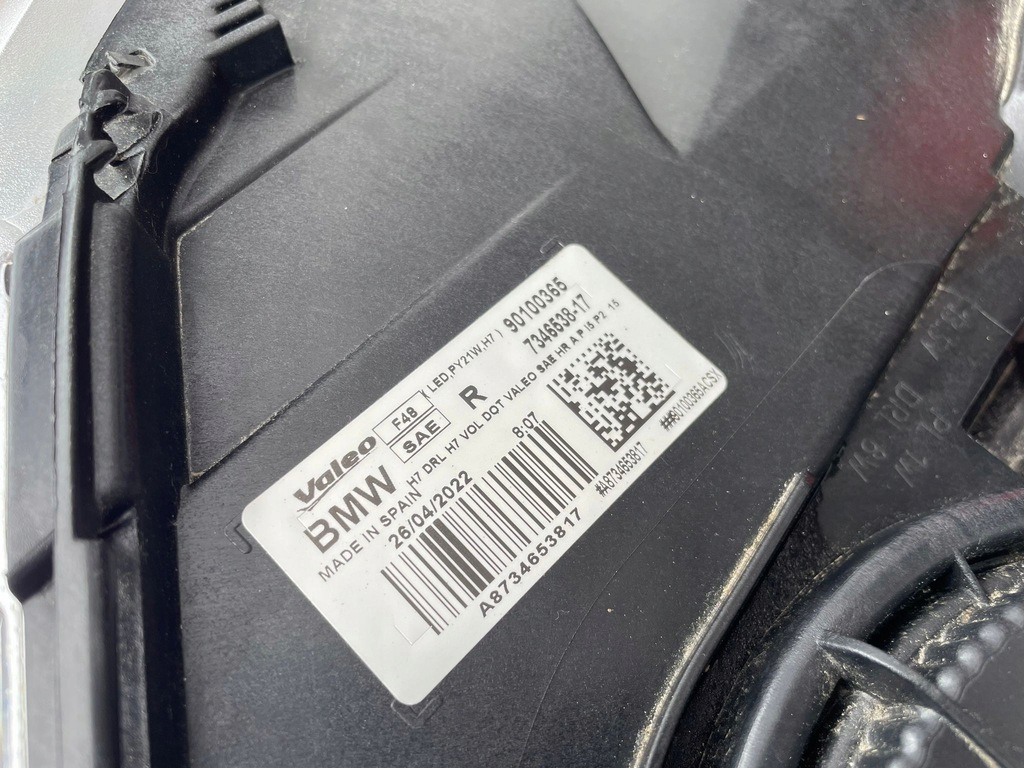 Valeo F48 (LED,PY21W,H7) 90100365
BMW SAE R 7346538-17
MADE IN SPAIN H7 DRL H7 VOL DOT VALEO SAE HR A P I5 P2 15
26/04/2022 8:07
A8734653817
#A8734653817
##90100365ACSV